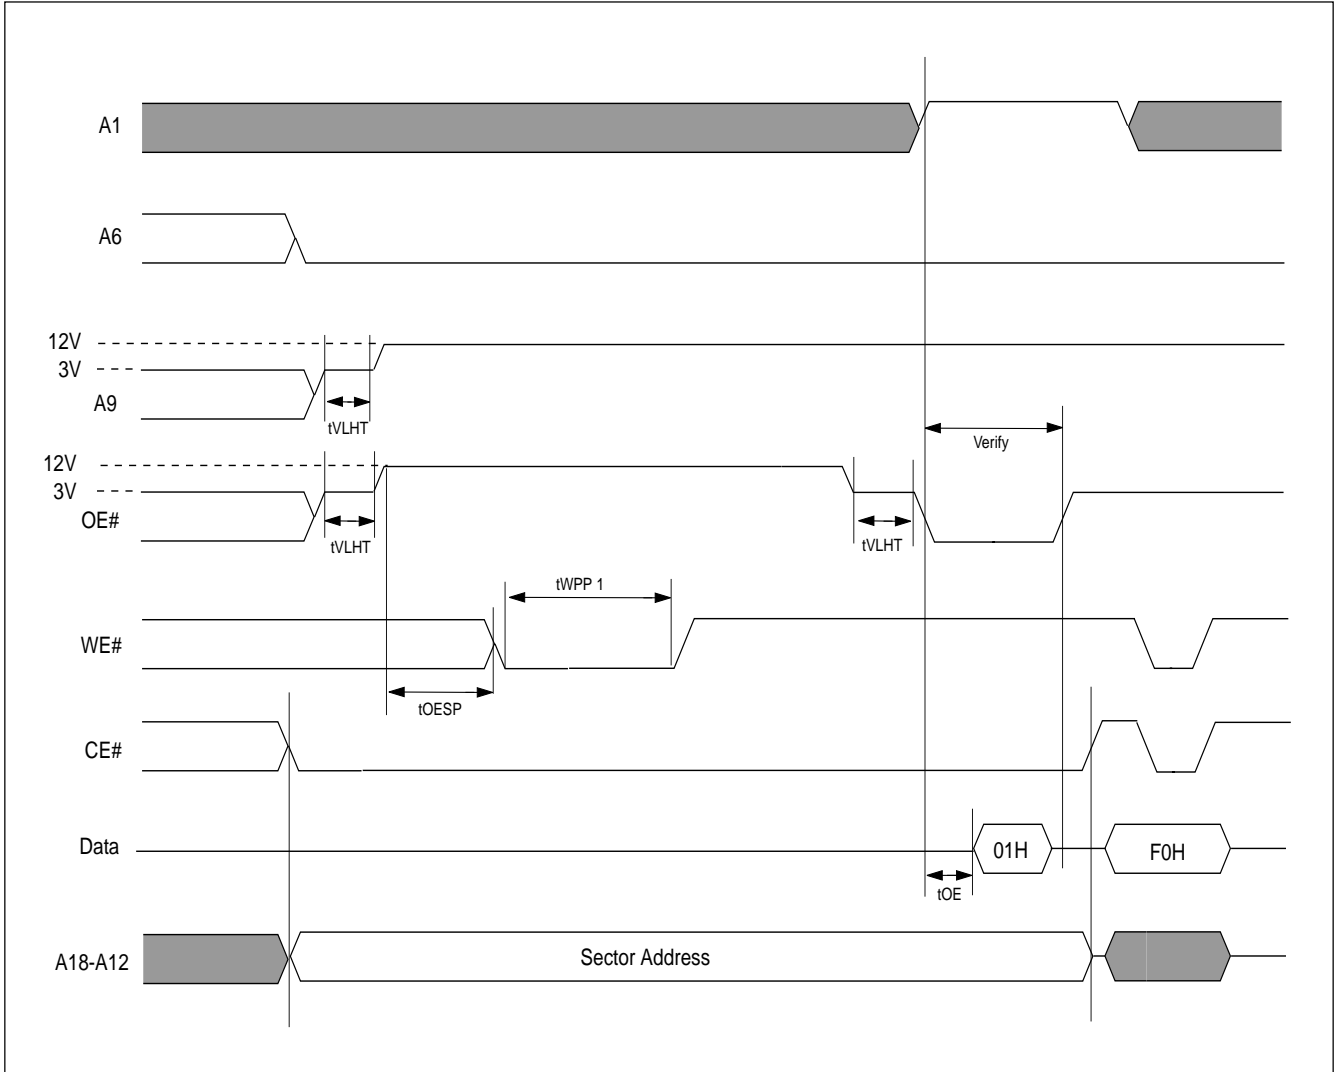 A1
A6
12V
3V
A9
tVLHT
Verify
12V
3V
OE#
tVLHT
tVLHT
tWPP 1
WE#
tOESP
CE#
Data
01H
F0H
tOE
A18-A12
Sector Address